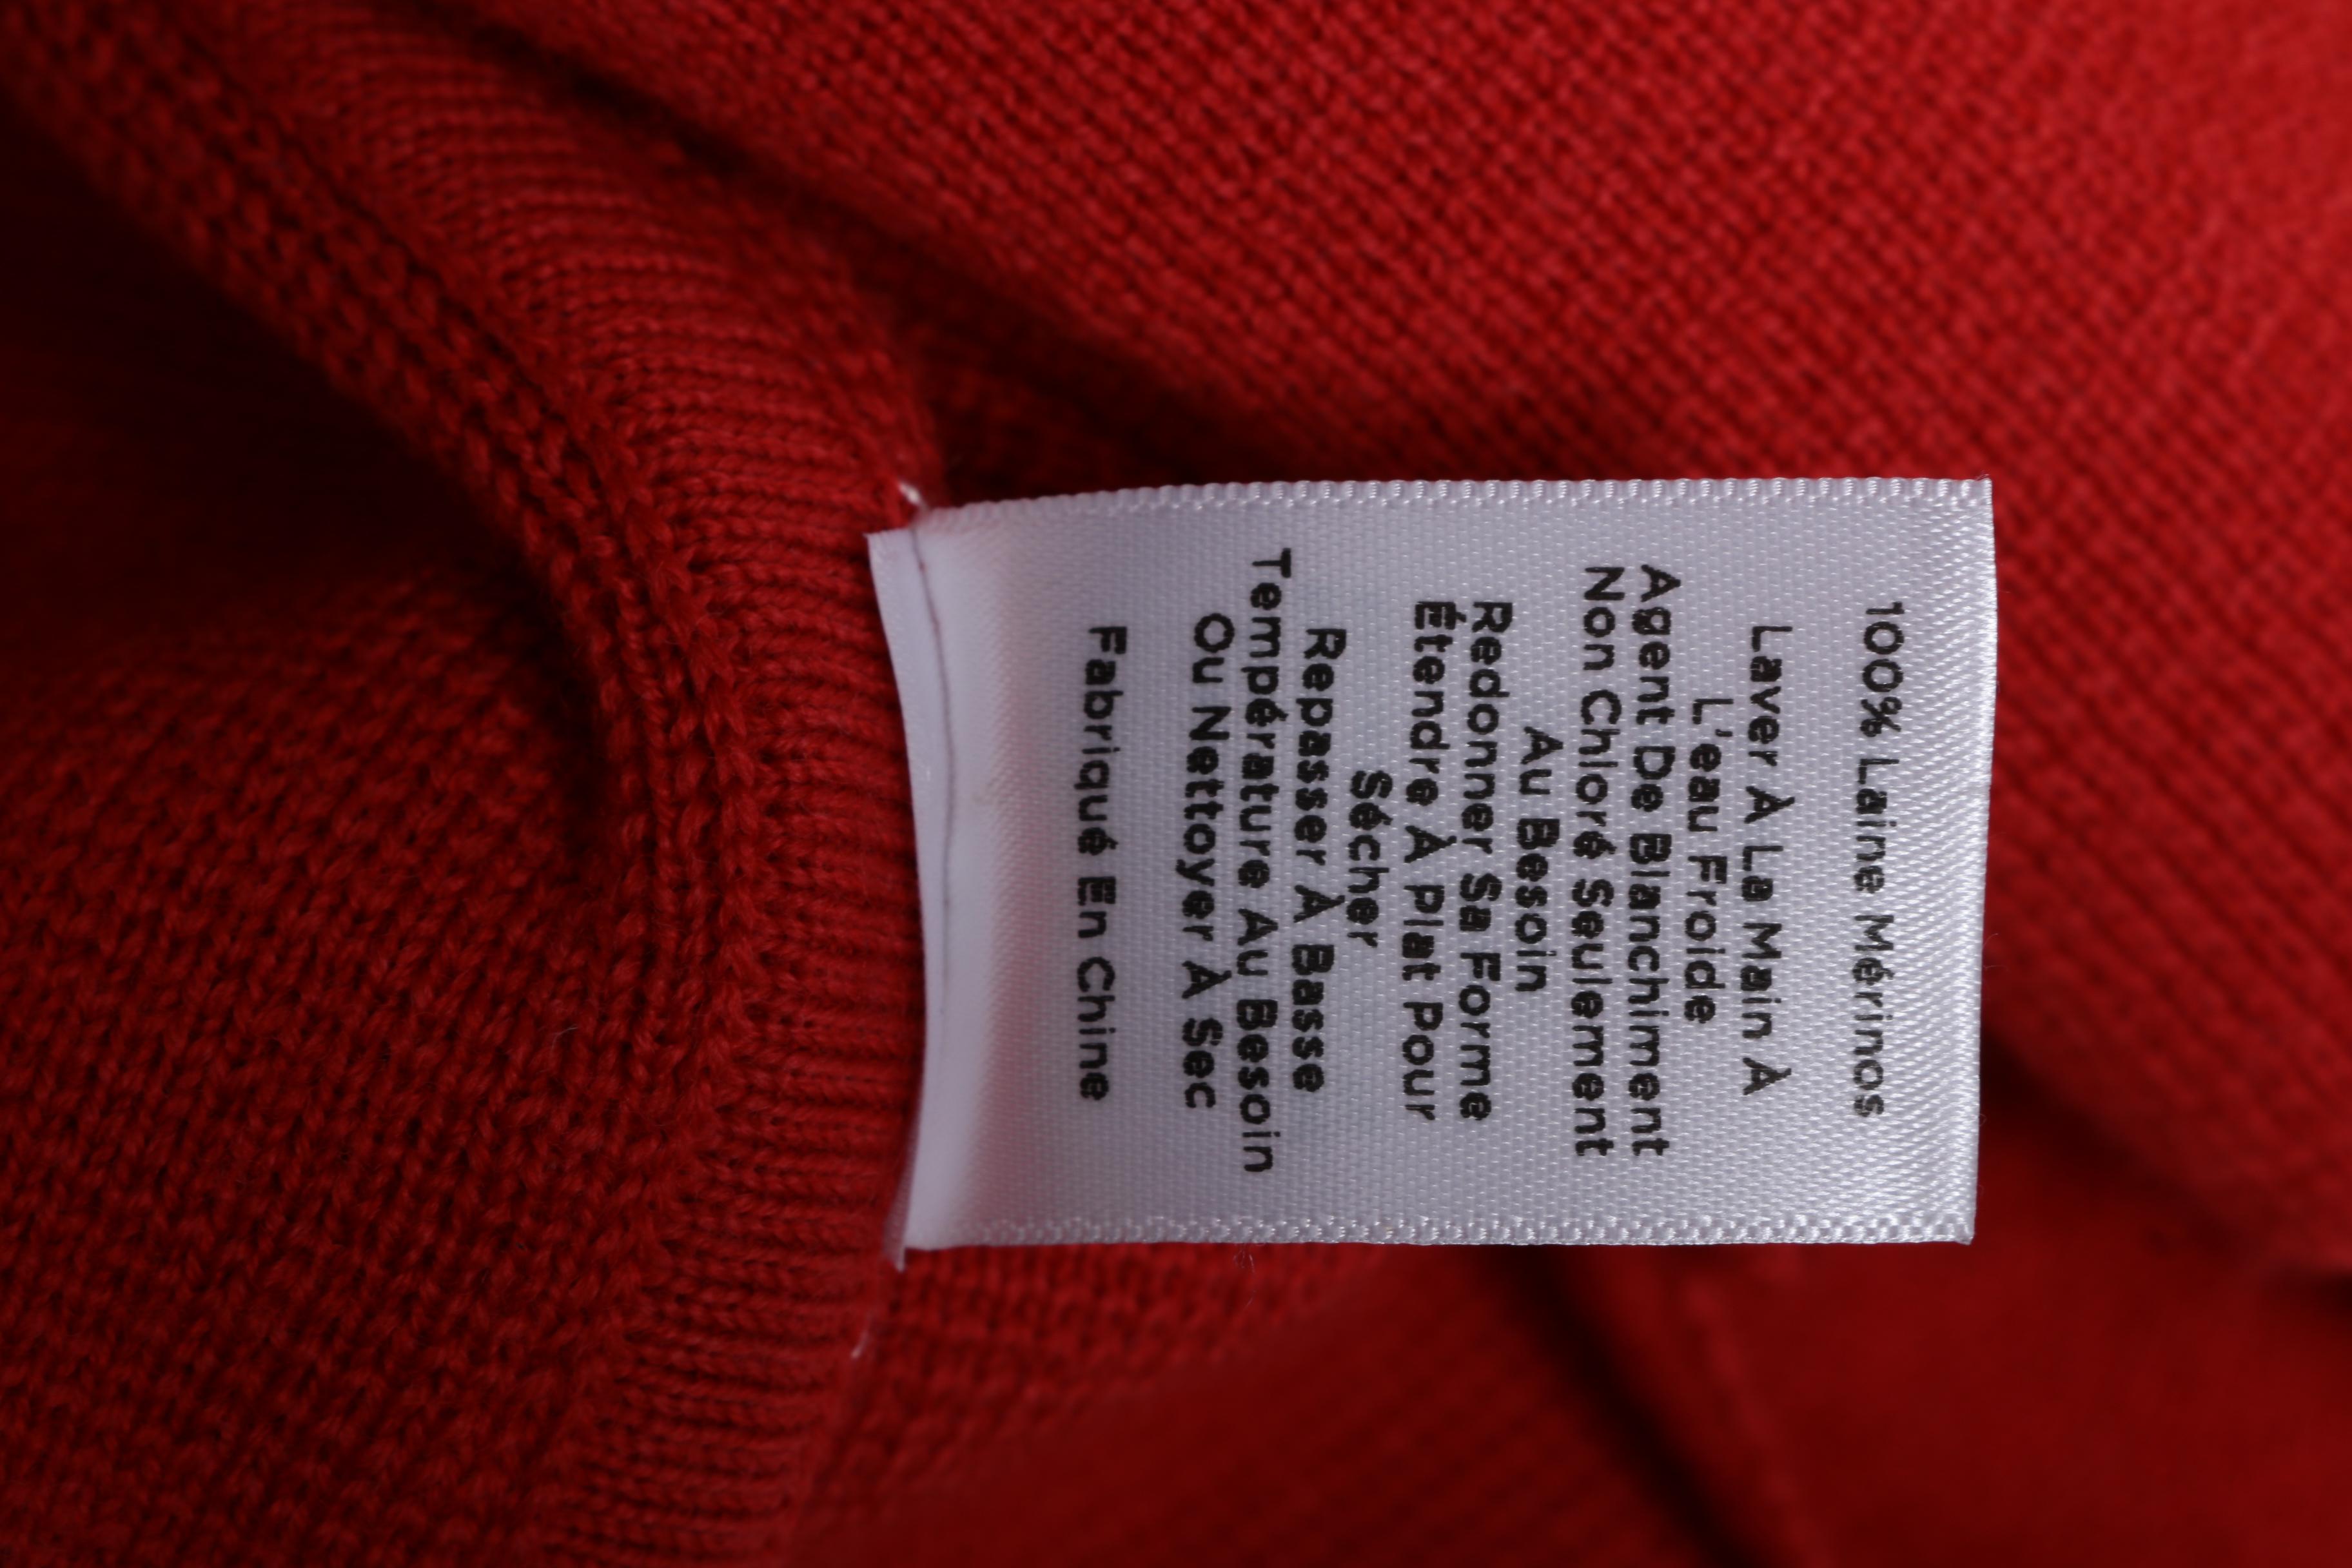 100% Laine Mérinos
Laver À La Main À
L'eau Froide
Agent De Blanchiment
Non Chloré Seulement
Au Besoin
Redonner Sa Forme
Étendre À Plat Pour
Sécher
Repasser À Basse
Température Au Besoin
Ou Nettoyer À Sec
Fabriqué En Chine